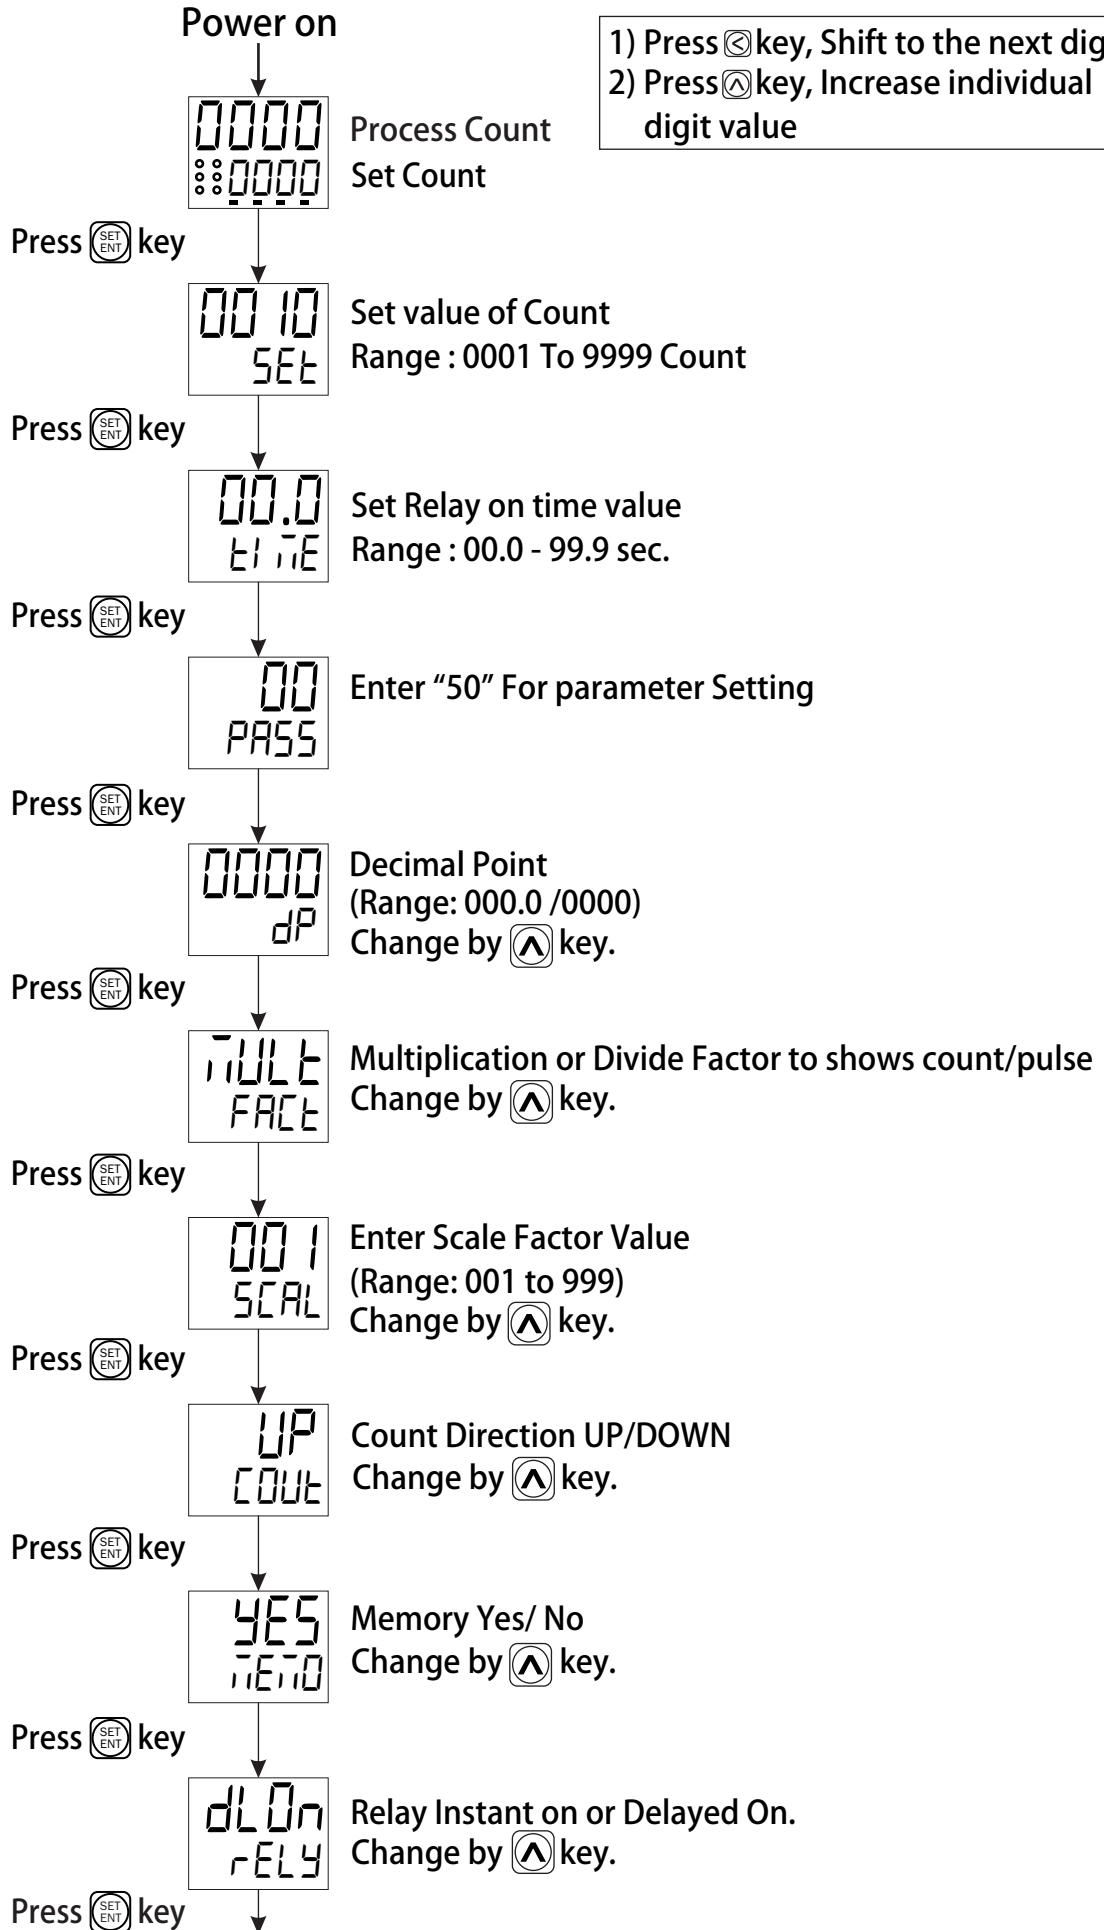 Power on
1) Press key, Shift to the next dig
2) Press key, Increase individual
digit value
0000
Process Count
0000
Set Count
Press SET ENT key
0010
Set value of Count
SEt
Range : 0001 To 9999 Count
Press SET ENT key
00.0
Set Relay on time value
tIME
Range : 00.0 - 99.9 sec.
Press SET ENT key
00
Enter “50” For parameter Setting
PASS
Press SET ENT key
0000
Decimal Point
(Range: 000.0 /0000)
dP
Change by key.
Press SET ENT key
MULt
Multiplication or Divide Factor to shows count/pulse
FACt
Change by key.
Press SET ENT key
001
Enter Scale Factor Value
SCAL
(Range: 001 to 999)
Change by key.
Press SET ENT key
UP
Count Direction UP/DOWN
COUt
Change by key.
Press SET ENT key
YES
Memory Yes/ No
MEMO
Change by key.
Press SET ENT key
dLOn
Relay Instant on or Delayed On.
rELY
Change by key.
Press SET ENT key